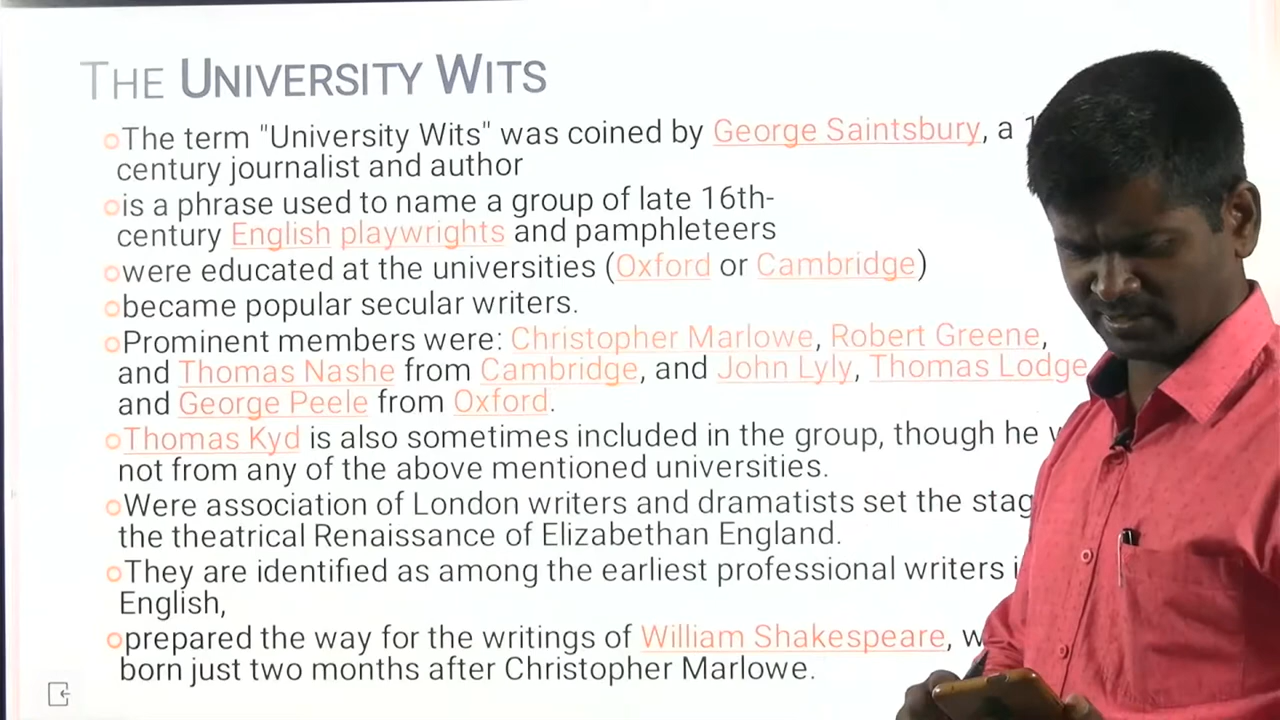 THE UNIVERSITY WITS
The term "University Wits" was coined by George Saintsbury, a
century journalist and author
is a phrase used to name a group of late 16th-
century English playwrights and pamphleteers
were educated at the universities (Oxford or Cambridge)
became popular secular writers.
Prominent members were: Christopher Marlowe, Robert Greene,
and Thomas Nashe from Cambridge, and John Lyly, Thomas Lodge
and George Peele from Oxford.
Thomas Kyd is also sometimes included in the group, though he
not from any of the above mentioned universities.
Were association of London writers and dramatists set the
the theatrical Renaissance of Elizabethan England.
They are identified as among the earliest professional writers
English,
prepared the way for the writings of William Shakespeare,
born just two months after Christopher Marlowe.